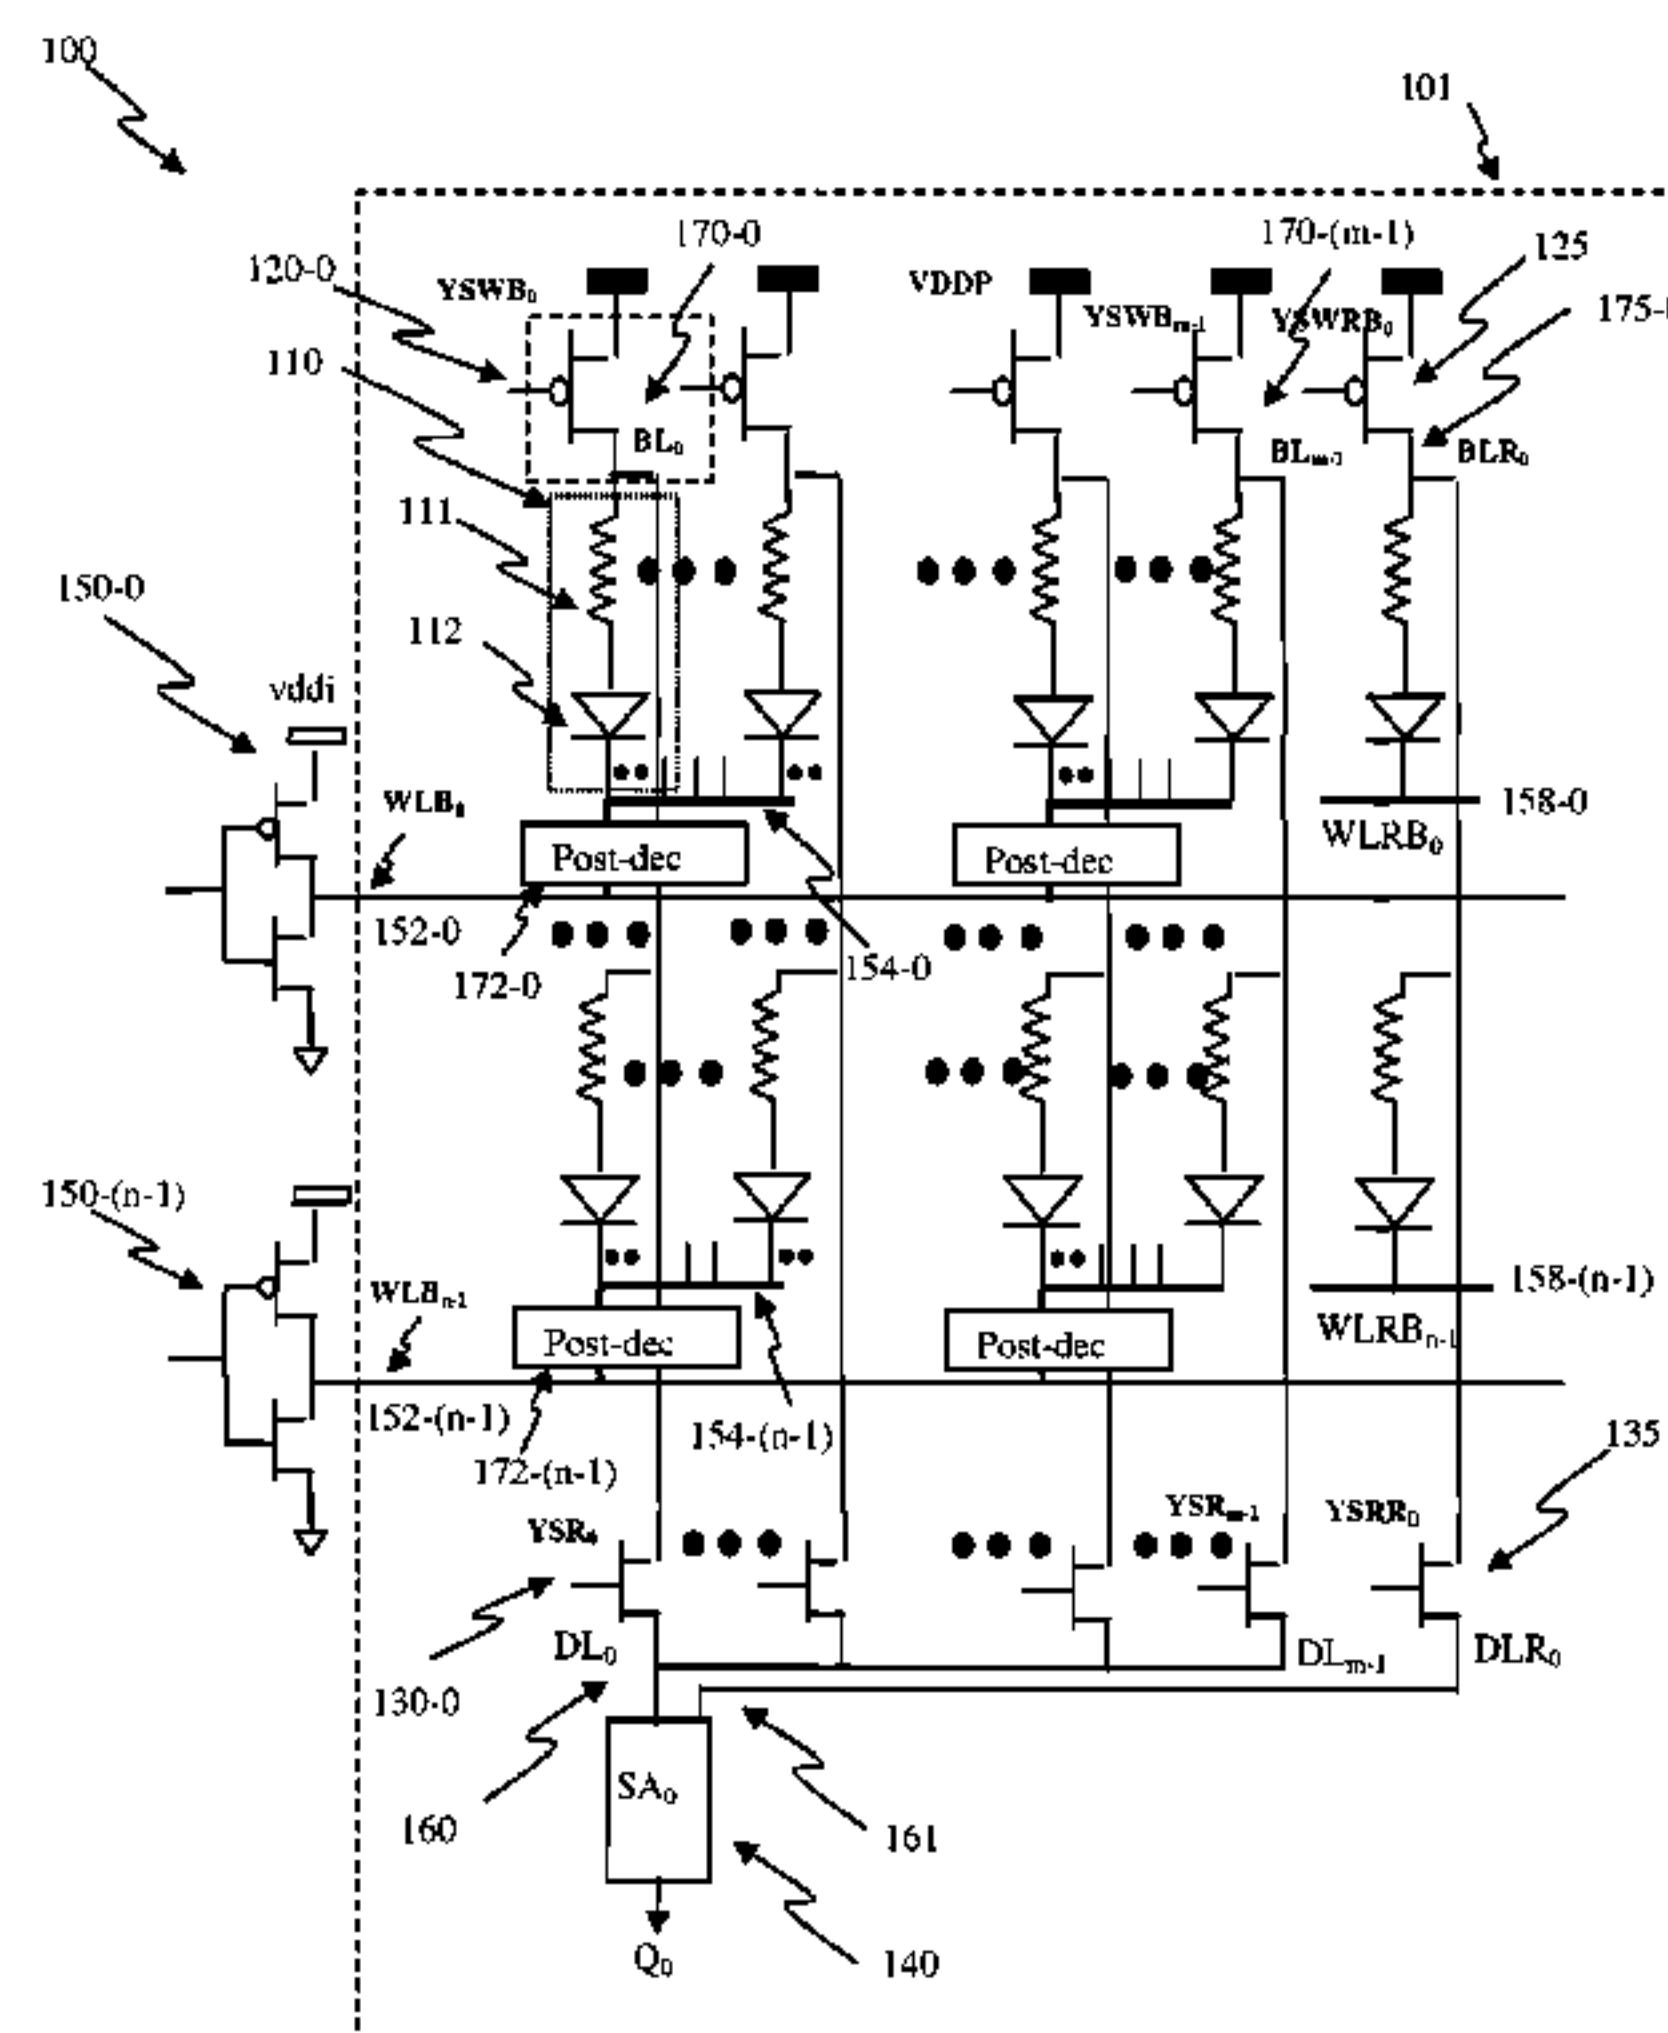 100
101
170-0
170-(m-1)
125
120-0
YSWB0
VDDP
YSWBm-1
YSWRB0
175-
110
BL0
BLm-1
BLR0
111
150-0
112
vddi
WLB0
158-0
Post-dec
Post-dec
WLRB0
152-0
154-0
172-0
150-(n-1)
WLBn-1
158-(n-1)
Post-dec
Post-dec
WLRBn-1
152-(n-1)
154-(n-1)
135
172-(n-1)
YSR0
YSRm-1
YSRR0
DL0
DLm-1
DLR0
130-0
SA0
160
161
Q0
140